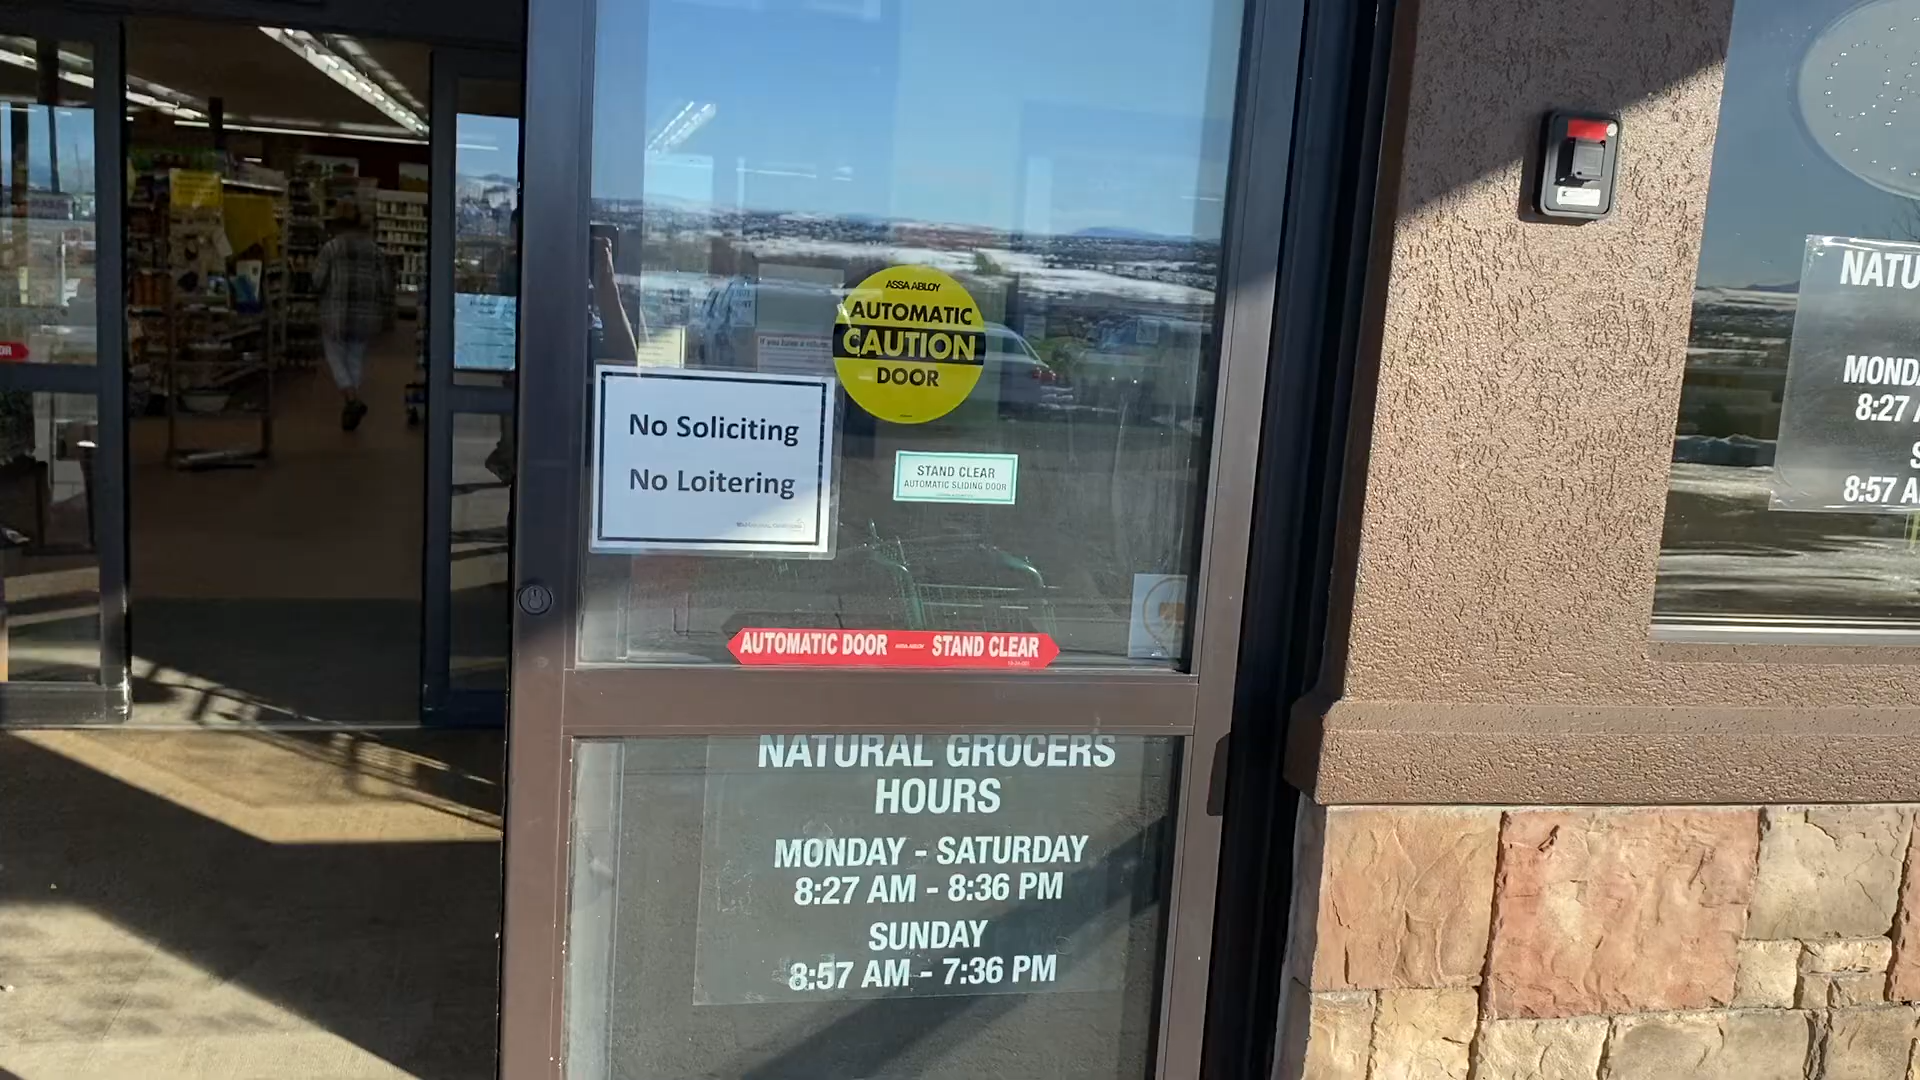 ASSA ABLOY
AUTOMATIC
CAUTION
DOOR
No Soliciting
No Loitering
STAND CLEAR
AUTOMATIC SLIDING DOOR
AUTOMATIC DOOR STAND CLEAR
NATURAL GROCERS
HOURS
MONDAY - SATURDAY
8:27 AM - 8:36 PM
SUNDAY
8:57 AM - 7:36 PM
NATU
MONDA
8:27 A
S
8:57 A